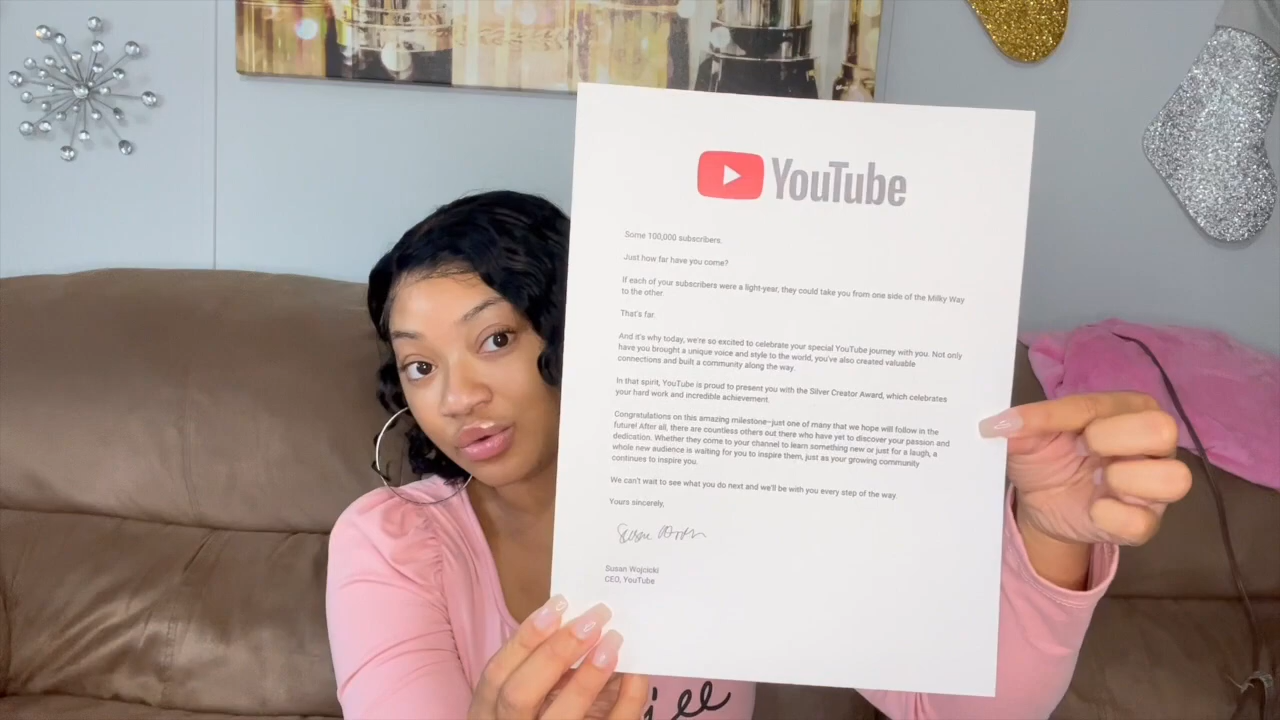 YouTube
Some 100,000 subscribers.
Just how far have you come?
If each of your subscribers were a light-year, they could take you from one side of the Milky Way
to the other.
That's far.
And it's why today, we're so excited to celebrate your special YouTube journey with you. Not only
have you brought a unique voice and style to the world, you've also created valuable
connections and built a community along the way.
In that spirit, YouTube is proud to present you with the Silver Creator Award, which celebrates
your hard work and incredible achievement.
Congratulations on this amazing milestone–just one of many that we hope will follow in the
future! After all, there are countless others out there who have yet to discover your passion and
dedication. Whether they come to your channel to learn something new or just for a laugh, a
whole new audience is waiting for you to inspire them, just as your growing community
continues to inspire you.
We can't wait to see what you do next and we'll be with you every step of the way.
Yours sincerely,
Susan Wojcicki
CEO, YouTube